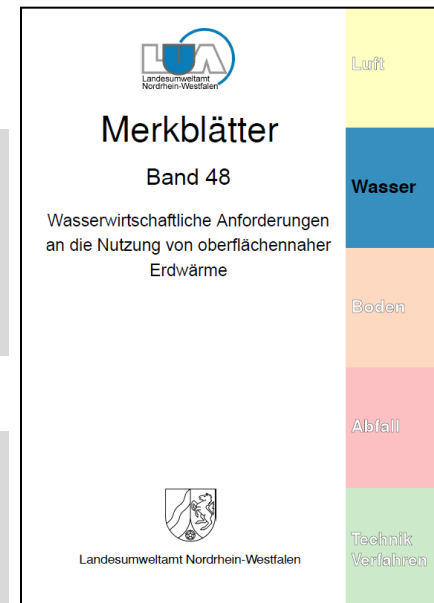 LUA
Landesumweltamt
Nordrhein-Westfalen
Merkblätter
Band 48
Wasserwirtschaftliche Anforderungen
an die Nutzung von oberflächennaher
Erdwärme
Landesumweltamt Nordrhein-Westfalen
Luft
Wasser
Boden
Abfall
Technik
Verfahren